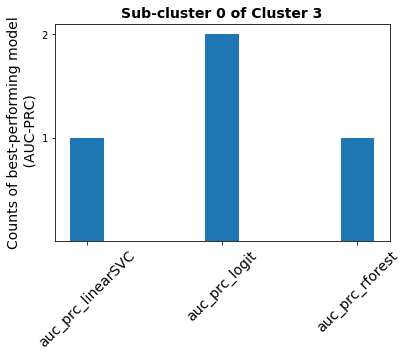 Sub-cluster 0 of Cluster 3
Counts of best-performing model
(AUC-PRC)
2
1
auc_prc_linearSVC
auc_prc_logit
auc_prc_rforest